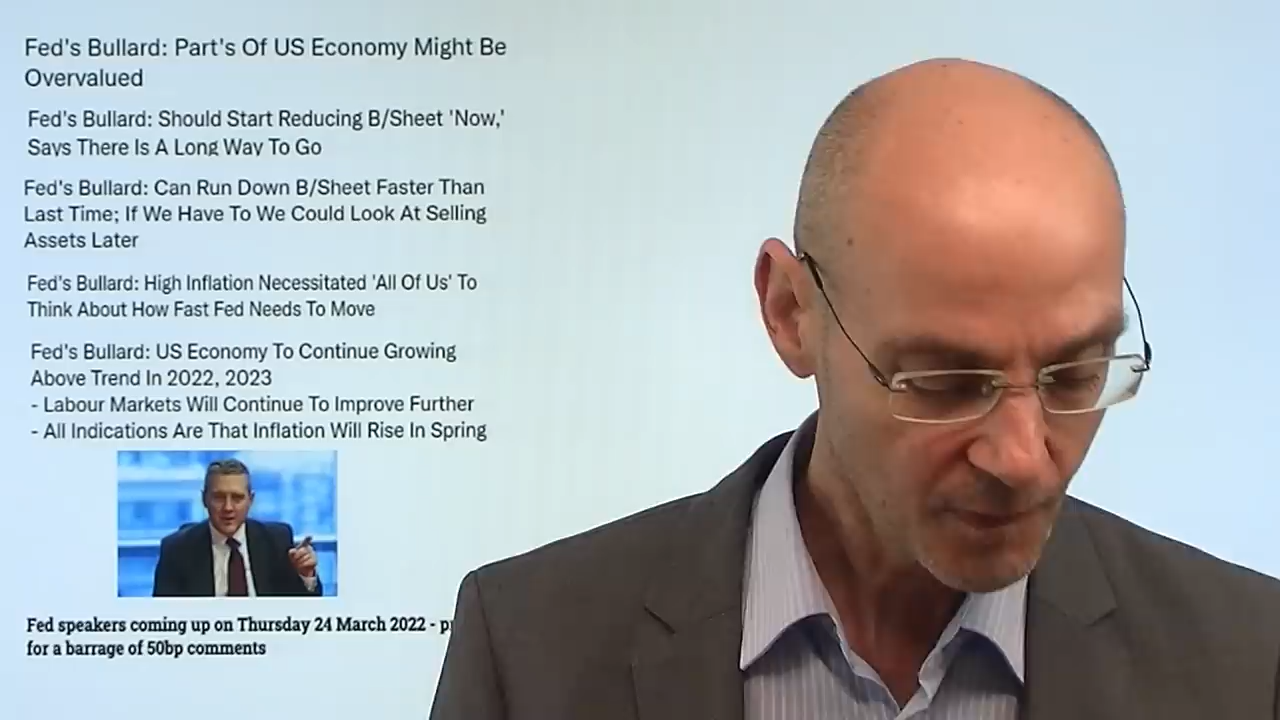 Fed's Bullard: Part's Of US Economy Might Be
Overvalued
Fed's Bullard: Should Start Reducing B/Sheet 'Now,'
Says There Is A Long Way To Go
Fed's Bullard: Can Run Down B/Sheet Faster Than
Last Time; If We Have To We Could Look At Selling
Assets Later
Fed's Bullard: High Inflation Necessitated 'All Of Us' To
Think About How Fast Fed Needs To Move
Fed's Bullard: US Economy To Continue Growing
Above Trend In 2022, 2023
- Labour Markets Will Continue To Improve Further
- All Indications Are That Inflation Will Rise In Spring
Fed speakers coming up on Thursday 24 March 2022 -
for a barrage of 50bp comments